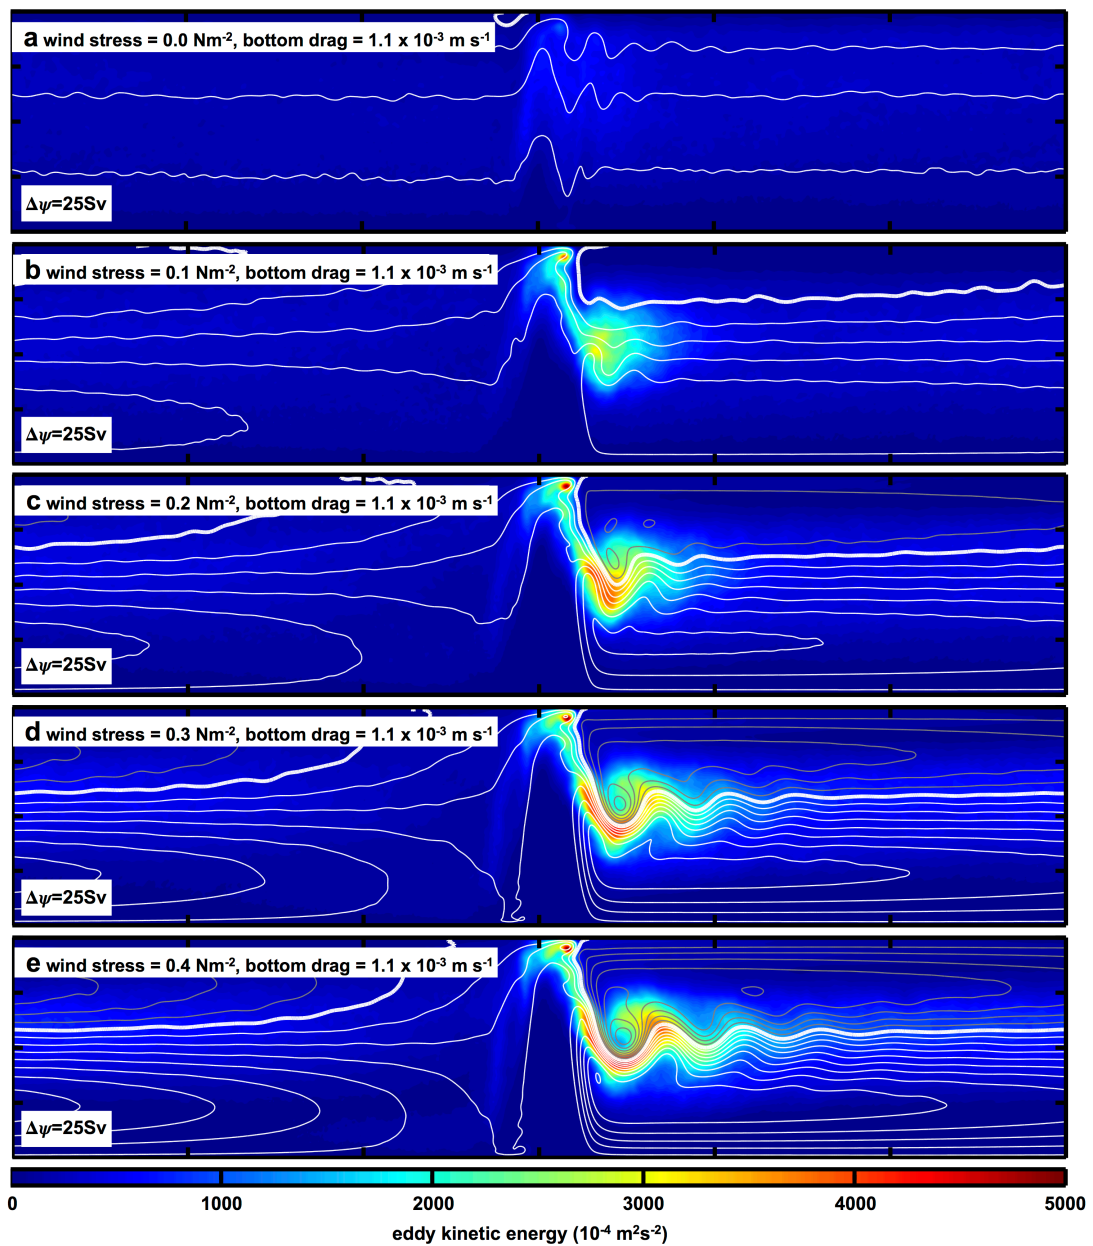 a wind stress = 0.0 Nm-2, bottom drag = 1.1 x 10-3 m s-1
Δψ=25Sv
b wind stress = 0.1 Nm-2, bottom drag = 1.1 x 10-3 m s-1
Δψ=25Sv
c wind stress = 0.2 Nm-2, bottom drag = 1.1 x 10-3 m s-1
Δψ=25Sv
d wind stress = 0.3 Nm-2, bottom drag = 1.1 x 10-3 m s-1
Δψ=25Sv
e wind stress = 0.4 Nm-2, bottom drag = 1.1 x 10-3 m s-1
Δψ=25Sv
0 1000 2000 3000 4000 5000
eddy kinetic energy (10-4 m2s-2)